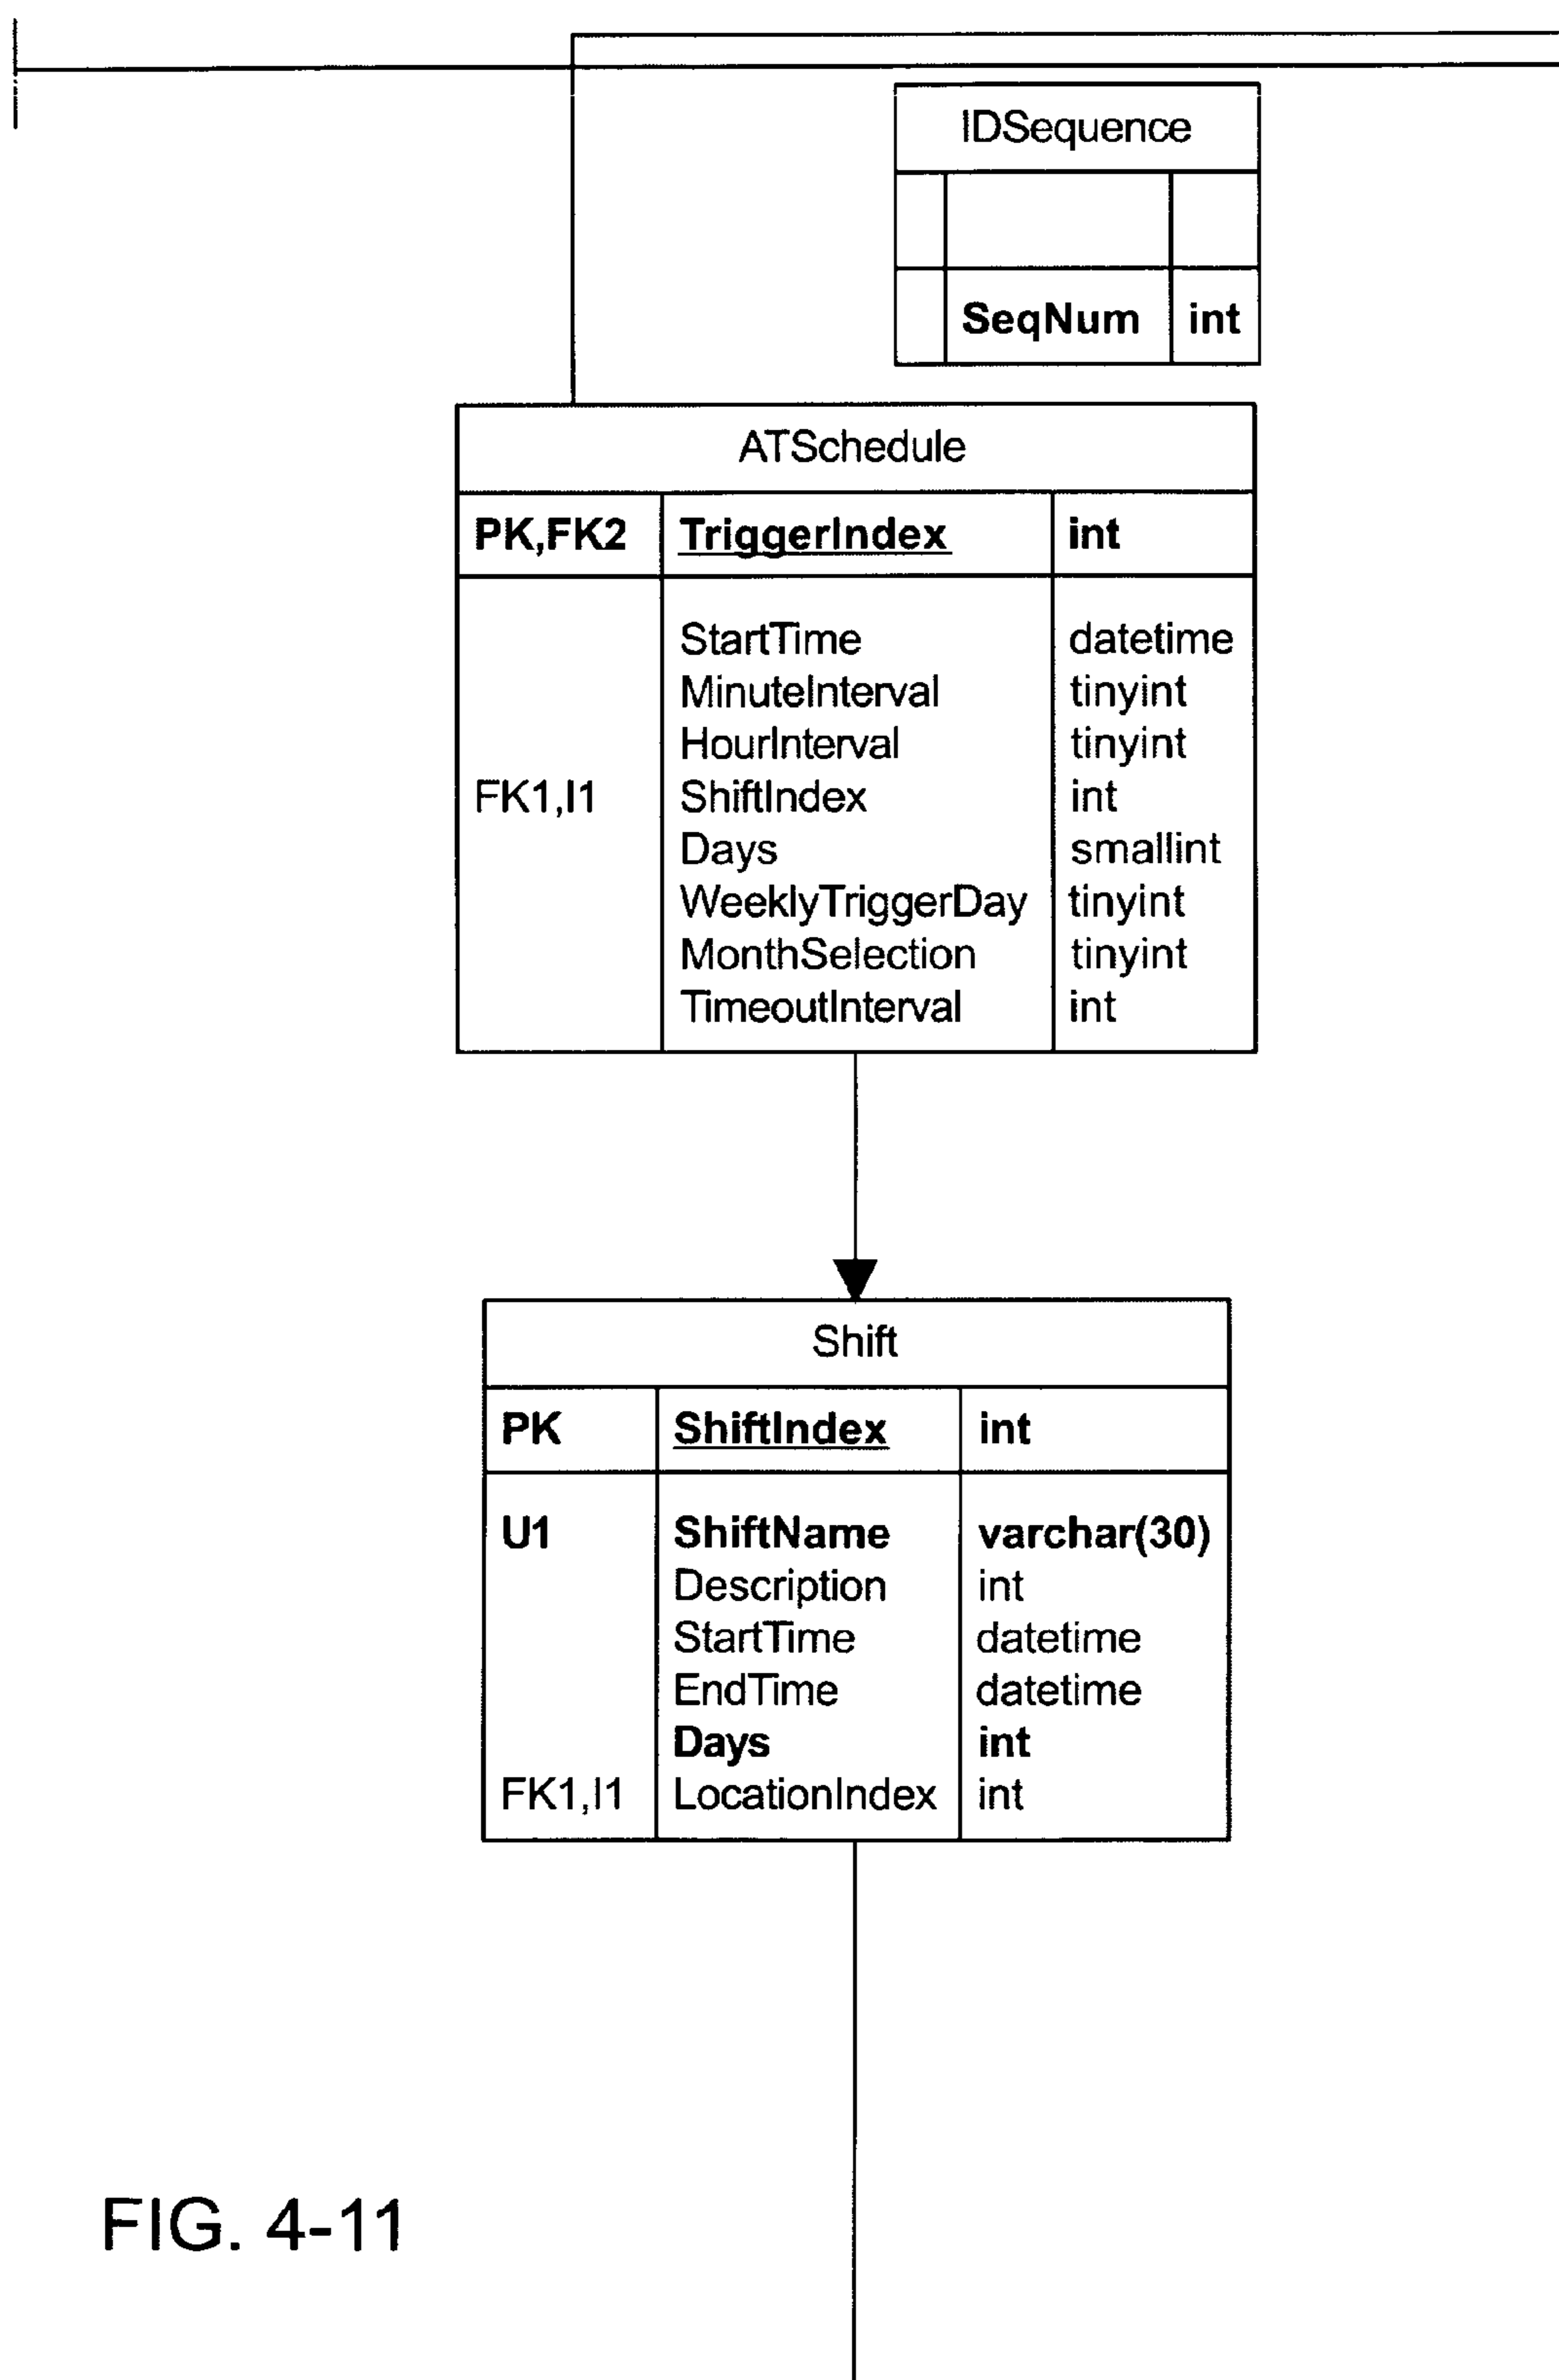 IDSequence
SeqNum int
ATSchedule
PK,FK2 TriggerIndex int
StartTime datetime
MinuteInterval tinyint
HourInterval tinyint
FK1,I1 ShiftIndex int
Days smallint
WeeklyTriggerDay tinyint
MonthSelection tinyint
TimeoutInterval int
Shift
PK ShiftIndex int
U1 ShiftName varchar(30)
Description int
StartTime datetime
EndTime datetime
Days int
FK1,I1 LocationIndex int
FIG. 4-11